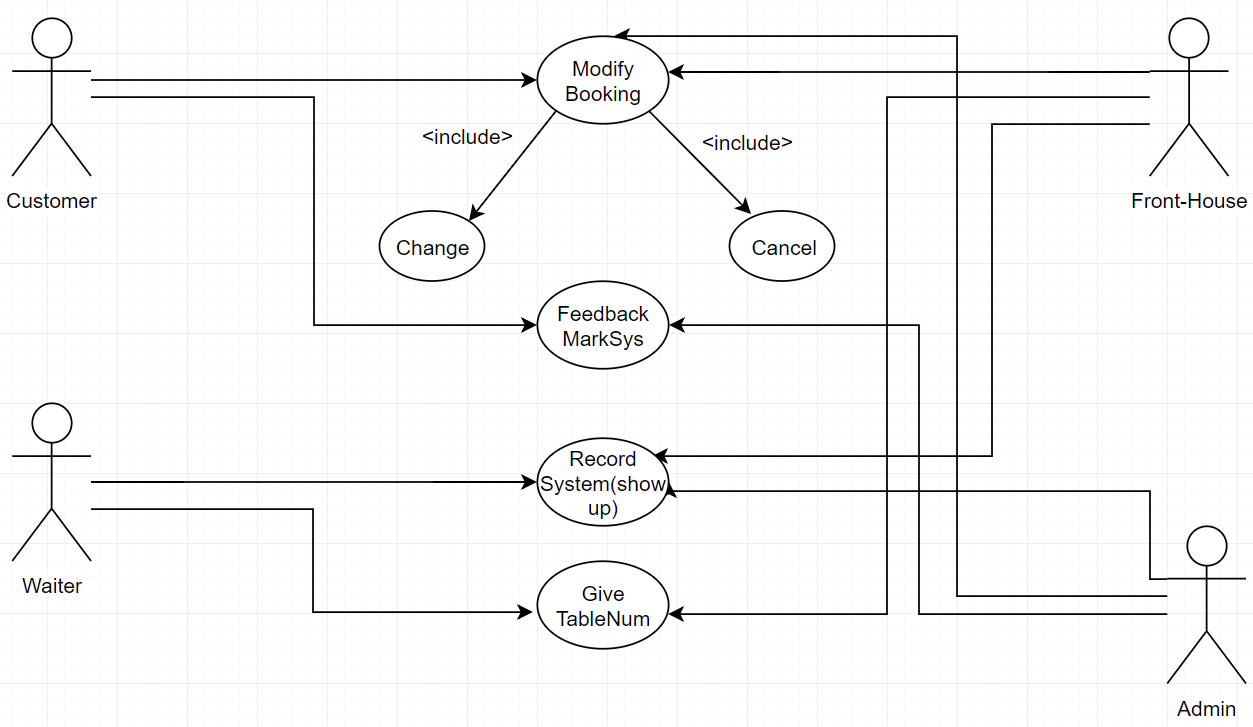 Modify
Booking
<include>
<include>
Customer
Front-House
Change
Cancel
Feedback
MarkSys
Record
System(show
up)
Waiter
Give
TableNum
Admin